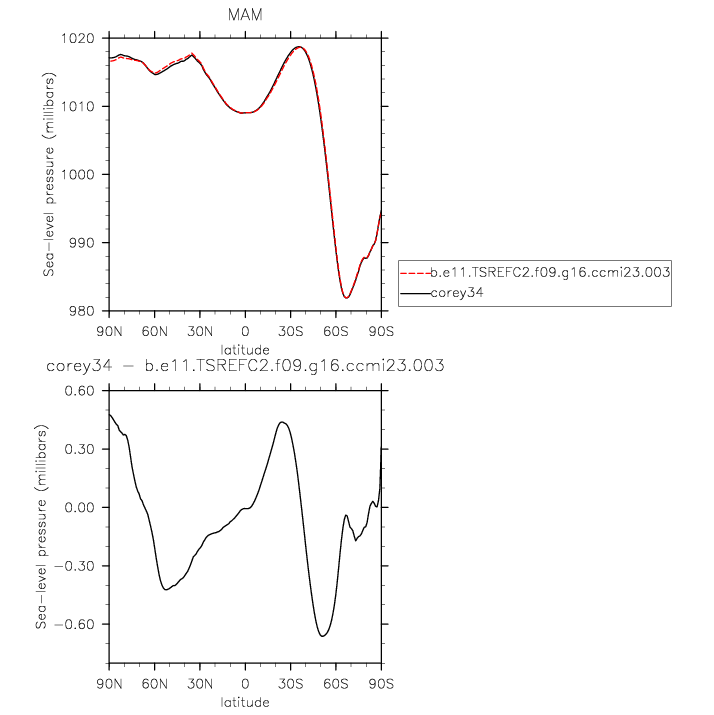 MAM
1020
1010
1000
990
980
Sea-level pressure (millibars)
90N 60N 30N 0 30S 60S 90S
latitude
b.e11.TSREFC2.f09.g16.ccmi23.003
corey34
corey34 - b.e11.TSREFC2.f09.g16.ccmi23.003
0.60
0.30
0.00
-0.30
-0.60
Sea-level pressure (millibars)
90N 60N 30N 0 30S 60S 90S
latitude